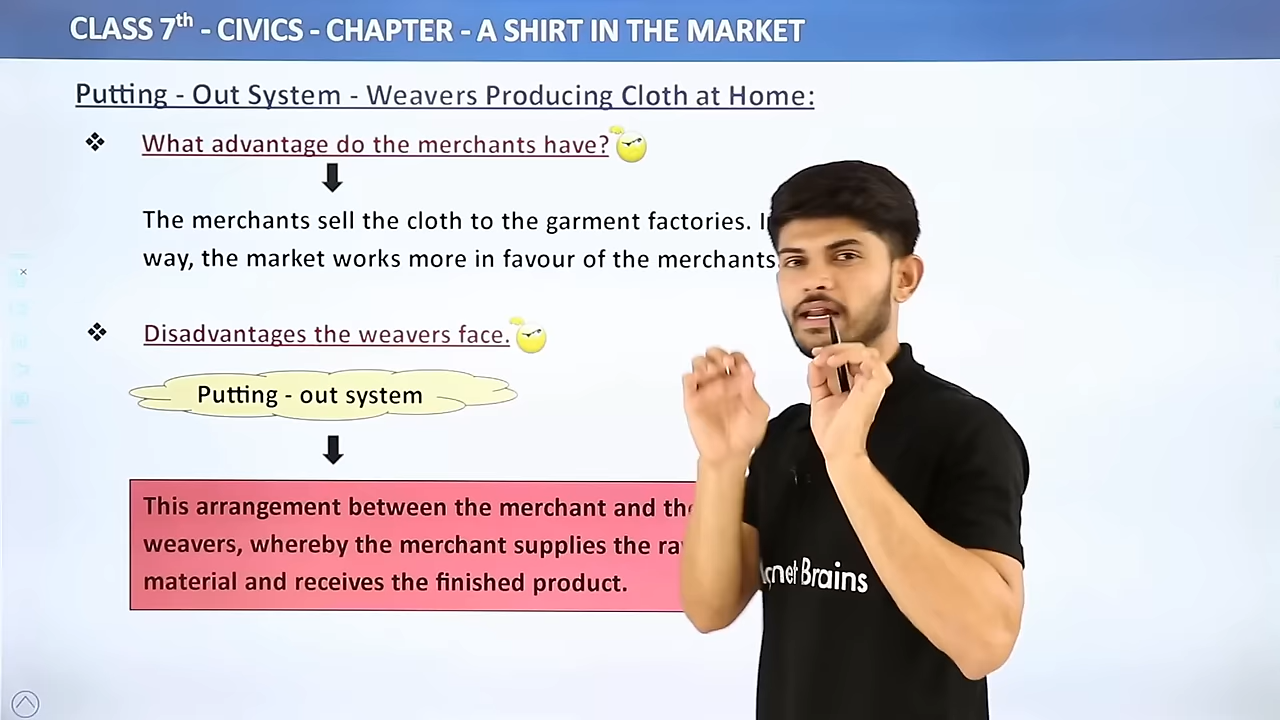 CLASS 7th - CIVICS - CHAPTER - A SHIRT IN THE MARKET
Putting - Out System - Weavers Producing Cloth at Home:
What advantage do the merchants have?
The merchants sell the cloth to the garment factories.
way, the market works more in favour of the merchants.
Disadvantages the weavers face.
Putting - out system
This arrangement between the merchant and the
weavers, whereby the merchant supplies the
material and receives the finished product.
Brains